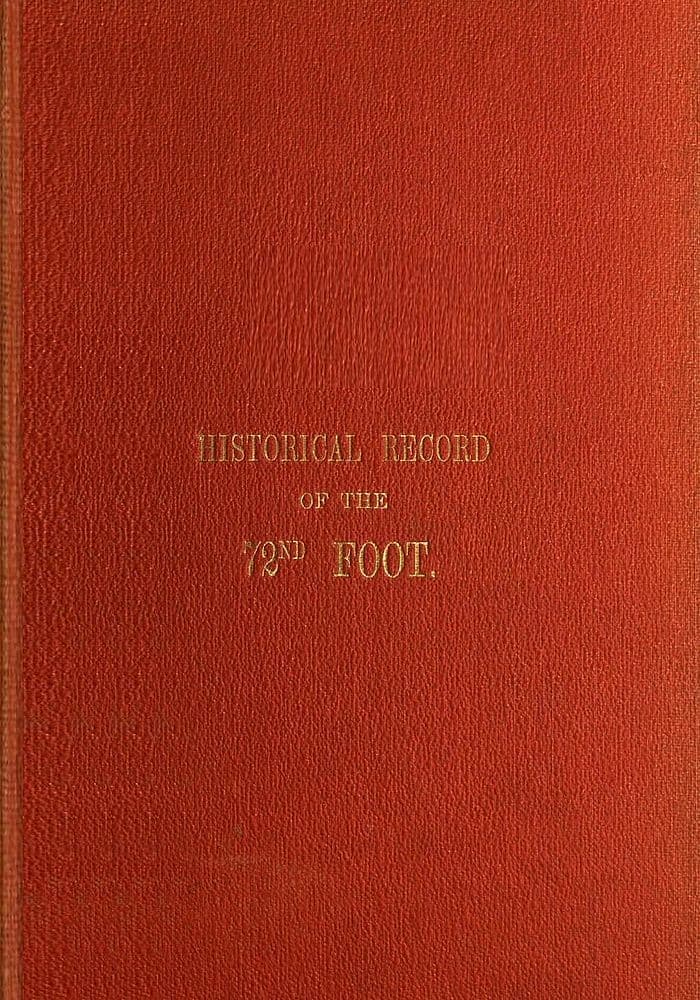 HISTORICAL RECORD
OF THE
72ND FOOT.